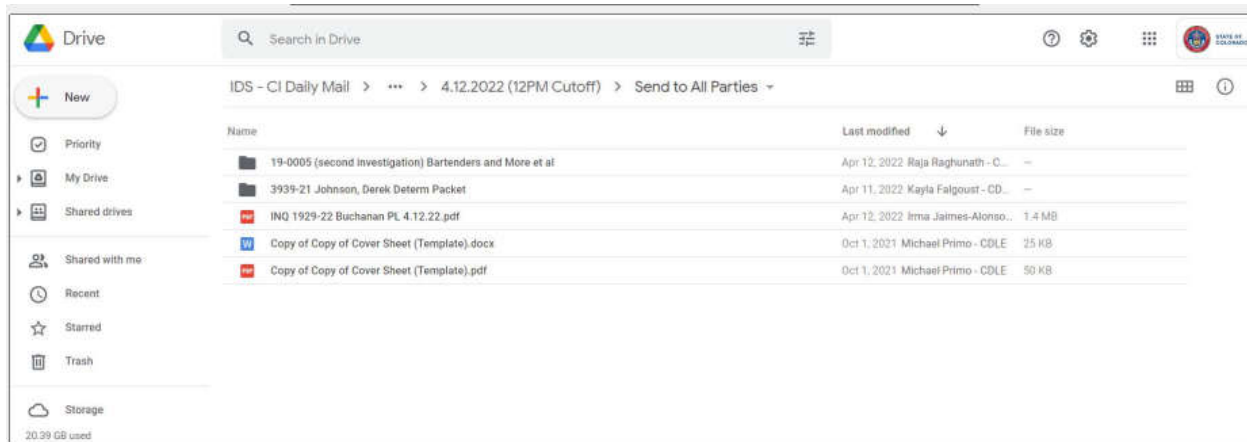 Drive
Search in Drive
STATE OF
COLORADO
New
IDS - CI Daily Mail > ••• > 4.12.2022 (12PM Cutoff) > Send to All Parties
Name Last modified File size
Priority
My Drive
Shared drives
Shared with me
Recent
Starred
Trash
Storage
20.39 GB used
19-0005 (second investigation) Bartenders and More et al Apr 12, 2022 Raja Raghunath - C... —
3939-21 Johnson, Derek Determ Packet Apr 11, 2022 Kayla Falgoust - CD... —
INQ 1929-22 Buchanan PL 4.12.22.pdf Apr 12, 2022 Irma Jaimes-Alonso... 1.4 MB
Copy of Copy of Cover Sheet (Template).docx Oct 1, 2021 Michael Primo - CDLE 25 KB
Copy of Copy of Cover Sheet (Template).pdf Oct 1, 2021 Michael Primo - CDLE 50 KB